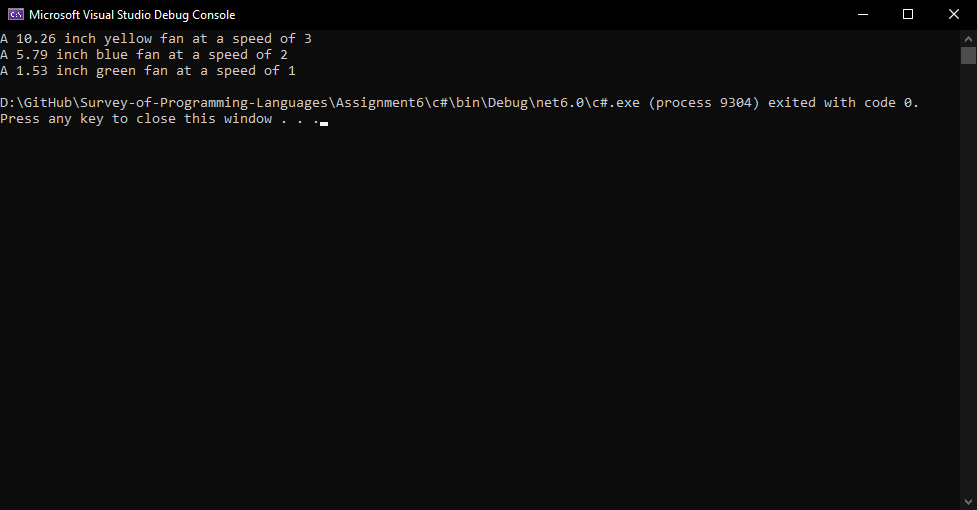 Microsoft Visual Studio Debug Console
A 10.26 inch yellow fan at a speed of 3
A 5.79 inch blue fan at a speed of 2
A 1.53 inch green fan at a speed of 1
D:\GitHub\Survey-of-Programming-Languages\Assignment6\c#\bin\Debug\net6.0\c#.exe (process 9304) exited with code 0.
Press any key to close this window . . .